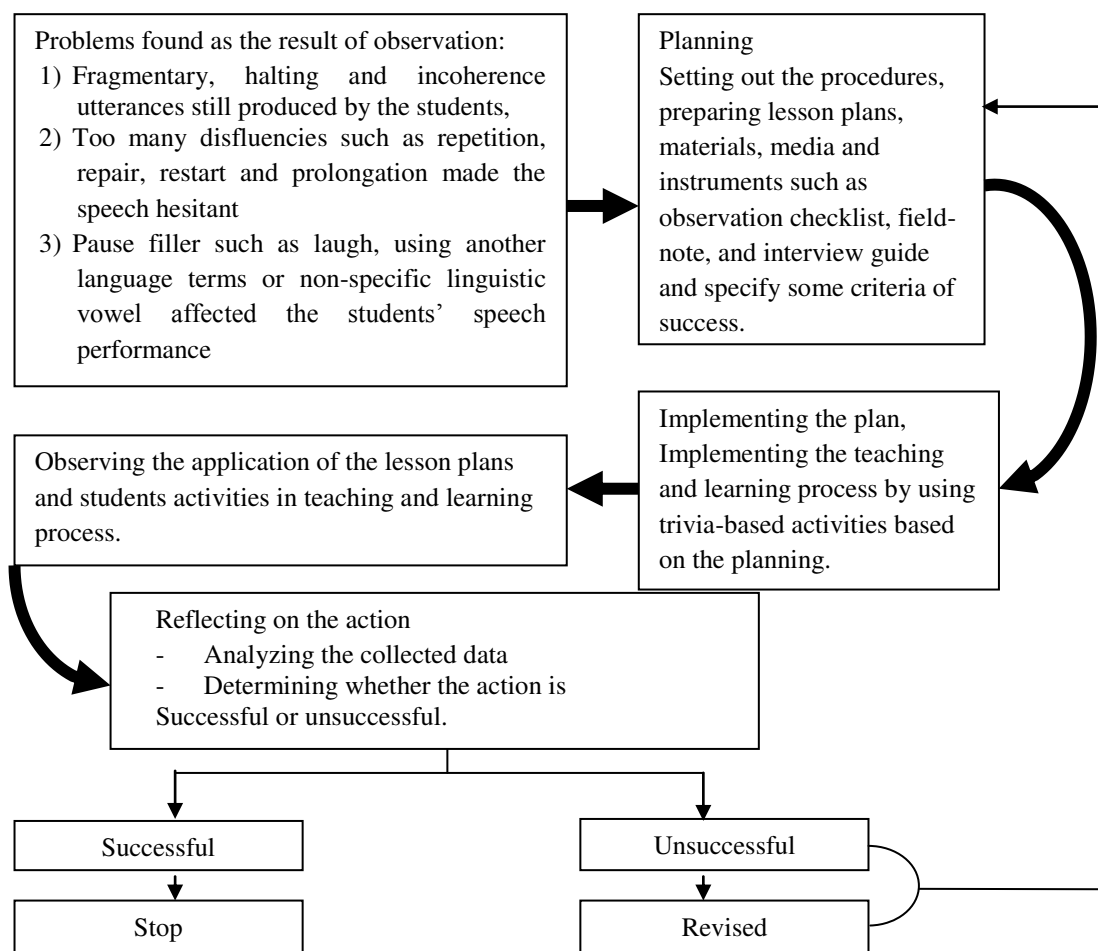 Problems found as the result of observation:
1) Fragmentary, halting and incoherence
utterances still produced by the students,
2) Too many disfluencies such as repetition,
repair, restart and prolongation made the
speech hesitant
3) Pause filler such as laugh, using another
language terms or non-specific linguistic
vowel affected the students’ speech
performance
Planning
Setting out the procedures,
preparing lesson plans,
materials, media and
instruments such as
observation checklist, field-
note, and interview guide
and specify some criteria of
success.
Implementing the plan,
Implementing the teaching
and learning process by using
trivia-based activities based
on the planning.
Observing the application of the lesson plans
and students activities in teaching and learning
process.
Reflecting on the action
- Analyzing the collected data
- Determining whether the action is
Successful or unsuccessful.
Successful
Unsuccessful
Stop
Revised